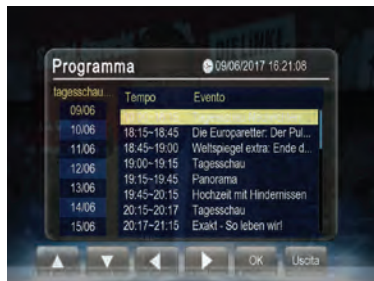 Programma
09/06/2017 16:21:08
tagesschau...
Tempo Evento
09/06
10/06 18:15~18:45 Die Europaretter: Der Pul...
11/06 18:45~19:00 Weltspiegel extra: Ende d...
12/06 19:00~19:15 Tagesschau
13/06 19:15~19:45 Panorama
19:45~20:15 Hochzeit mit Hindernissen
14/06 20:15~20:17 Tagesschau
15/06 20:17~21:15 Exakt - So leben wir!
OK Uscita